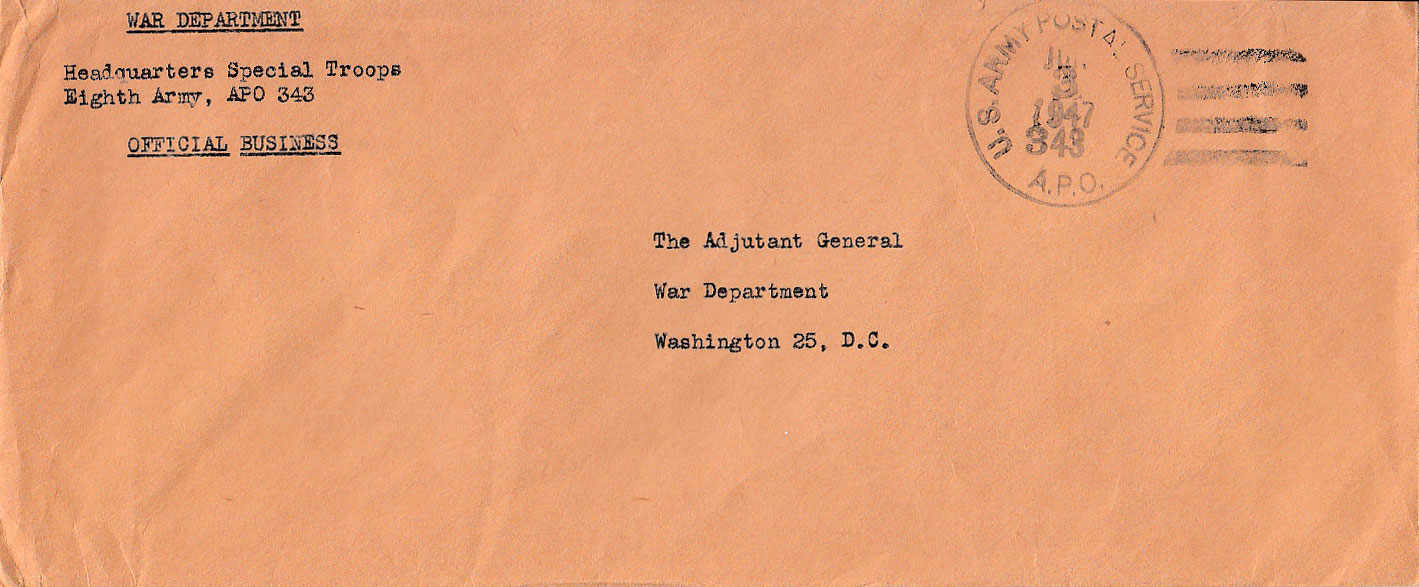 WAR DEPARTMENT
Headquarters Special Troops
Eighth Army, APO 343
OFFICIAL BUSINESS
U.S. ARMY POSTAL SERVICE
3
1947
343
A.P.O.
The Adjutant General
War Department
Washington 25, D.C.